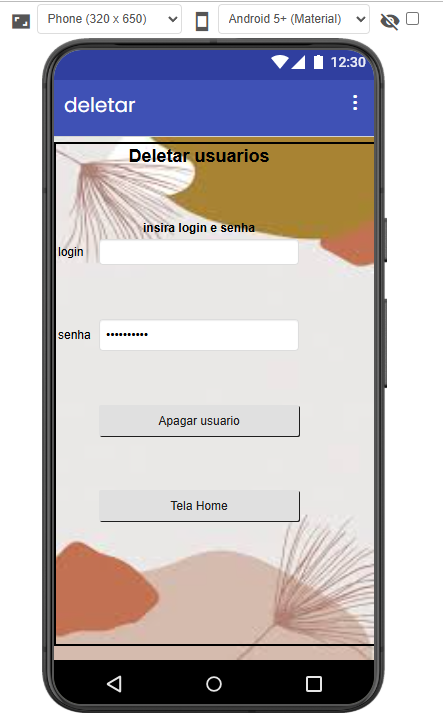 Phone (320 x 650) Android 5+ (Material)
12:30
deletar
Deletar usuarios
insira login e senha
login
senha ••••••••••
Apagar usuario
Tela Home